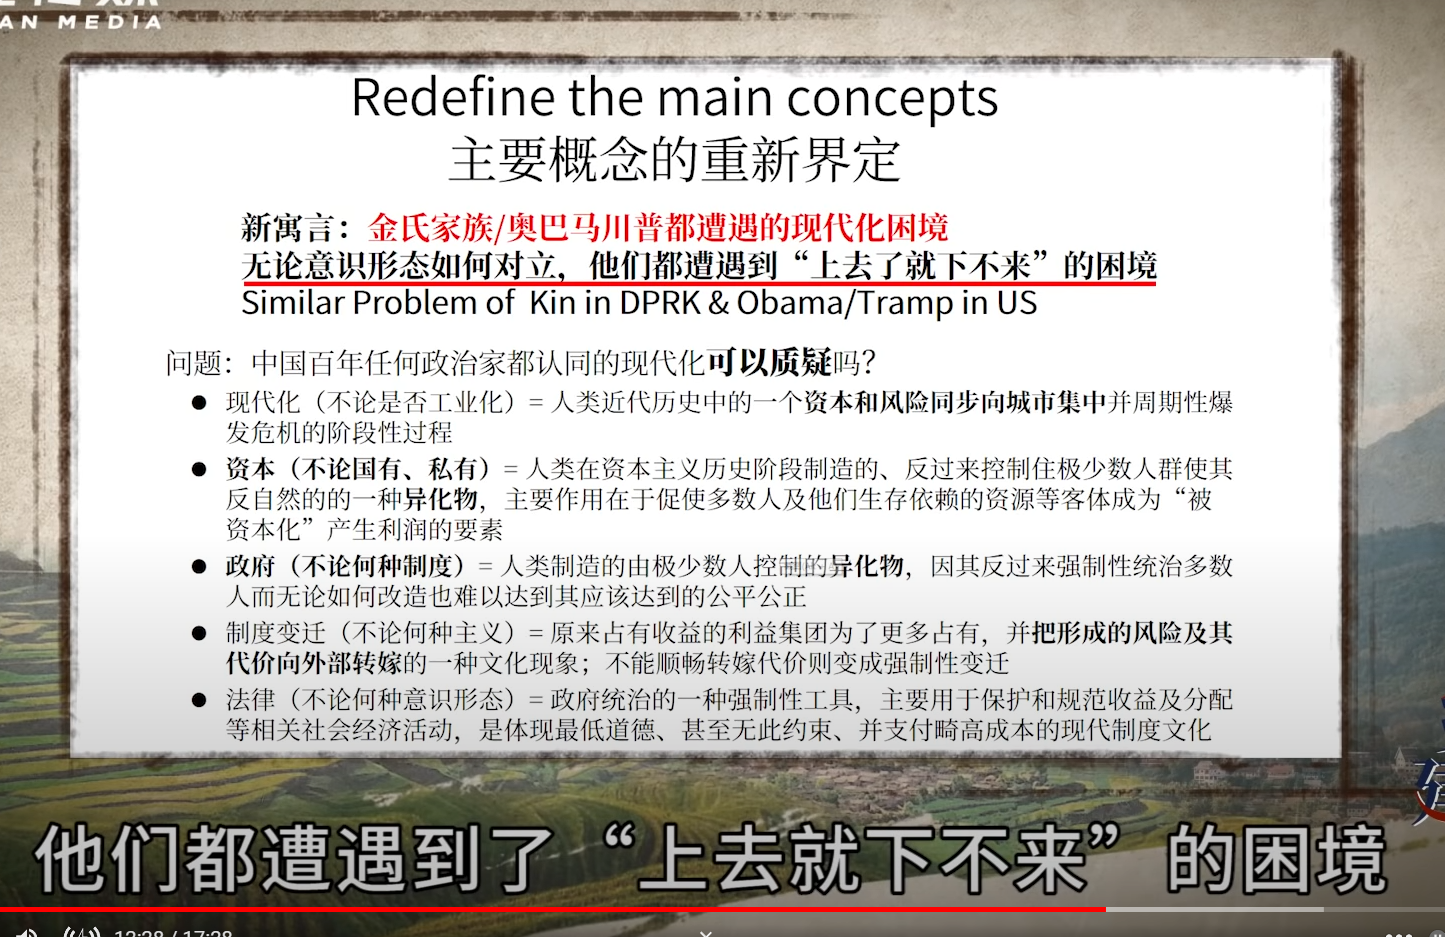 AN MEDIA
Redefine the main concepts
主要概念的重新界定
新寓言：金氏家族/奥巴马川普都遭遇的现代化困境
无论意识形态如何对立，他们都遭遇到“上去了就下不来”的困境
Similar Problem of Kin in DPRK & Obama/Tramp in US
问题：中国百年任何政治家都认同的现代化可以质疑吗？
● 现代化（不论是否工业化）= 人类近代历史中的一个资本和风险同步向城市集中并周期性爆
发危机的阶段性过程
● 资本（不论国有、私有）= 人类在资本主义历史阶段制造的、反过来控制住极少数人群使其
反自然的的一种异化物，主要作用在于促使多数人及他们生存依赖的资源等客体成为“被
资本化”产生利润的要素
● 政府（不论何种制度）= 人类制造的由极少数人控制的异化物，因其反过来强制性统治多数
人而无论如何改造也难以达到其应该达到的公平公正
● 制度变迁（不论何种主义）= 原来占有收益的利益集团为了更多占有，并把形成的风险及其
代价向外部转嫁的一种文化现象；不能顺畅转嫁代价则变成强制性变迁
● 法律（不论何种意识形态）= 政府统治的一种强制性工具，主要用于保护和规范收益及分配
等相关社会经济活动，是体现最低道德、甚至无此约束、并支付畸高成本的现代制度文化
他们都遭遇到了“上去就下不来”的困境